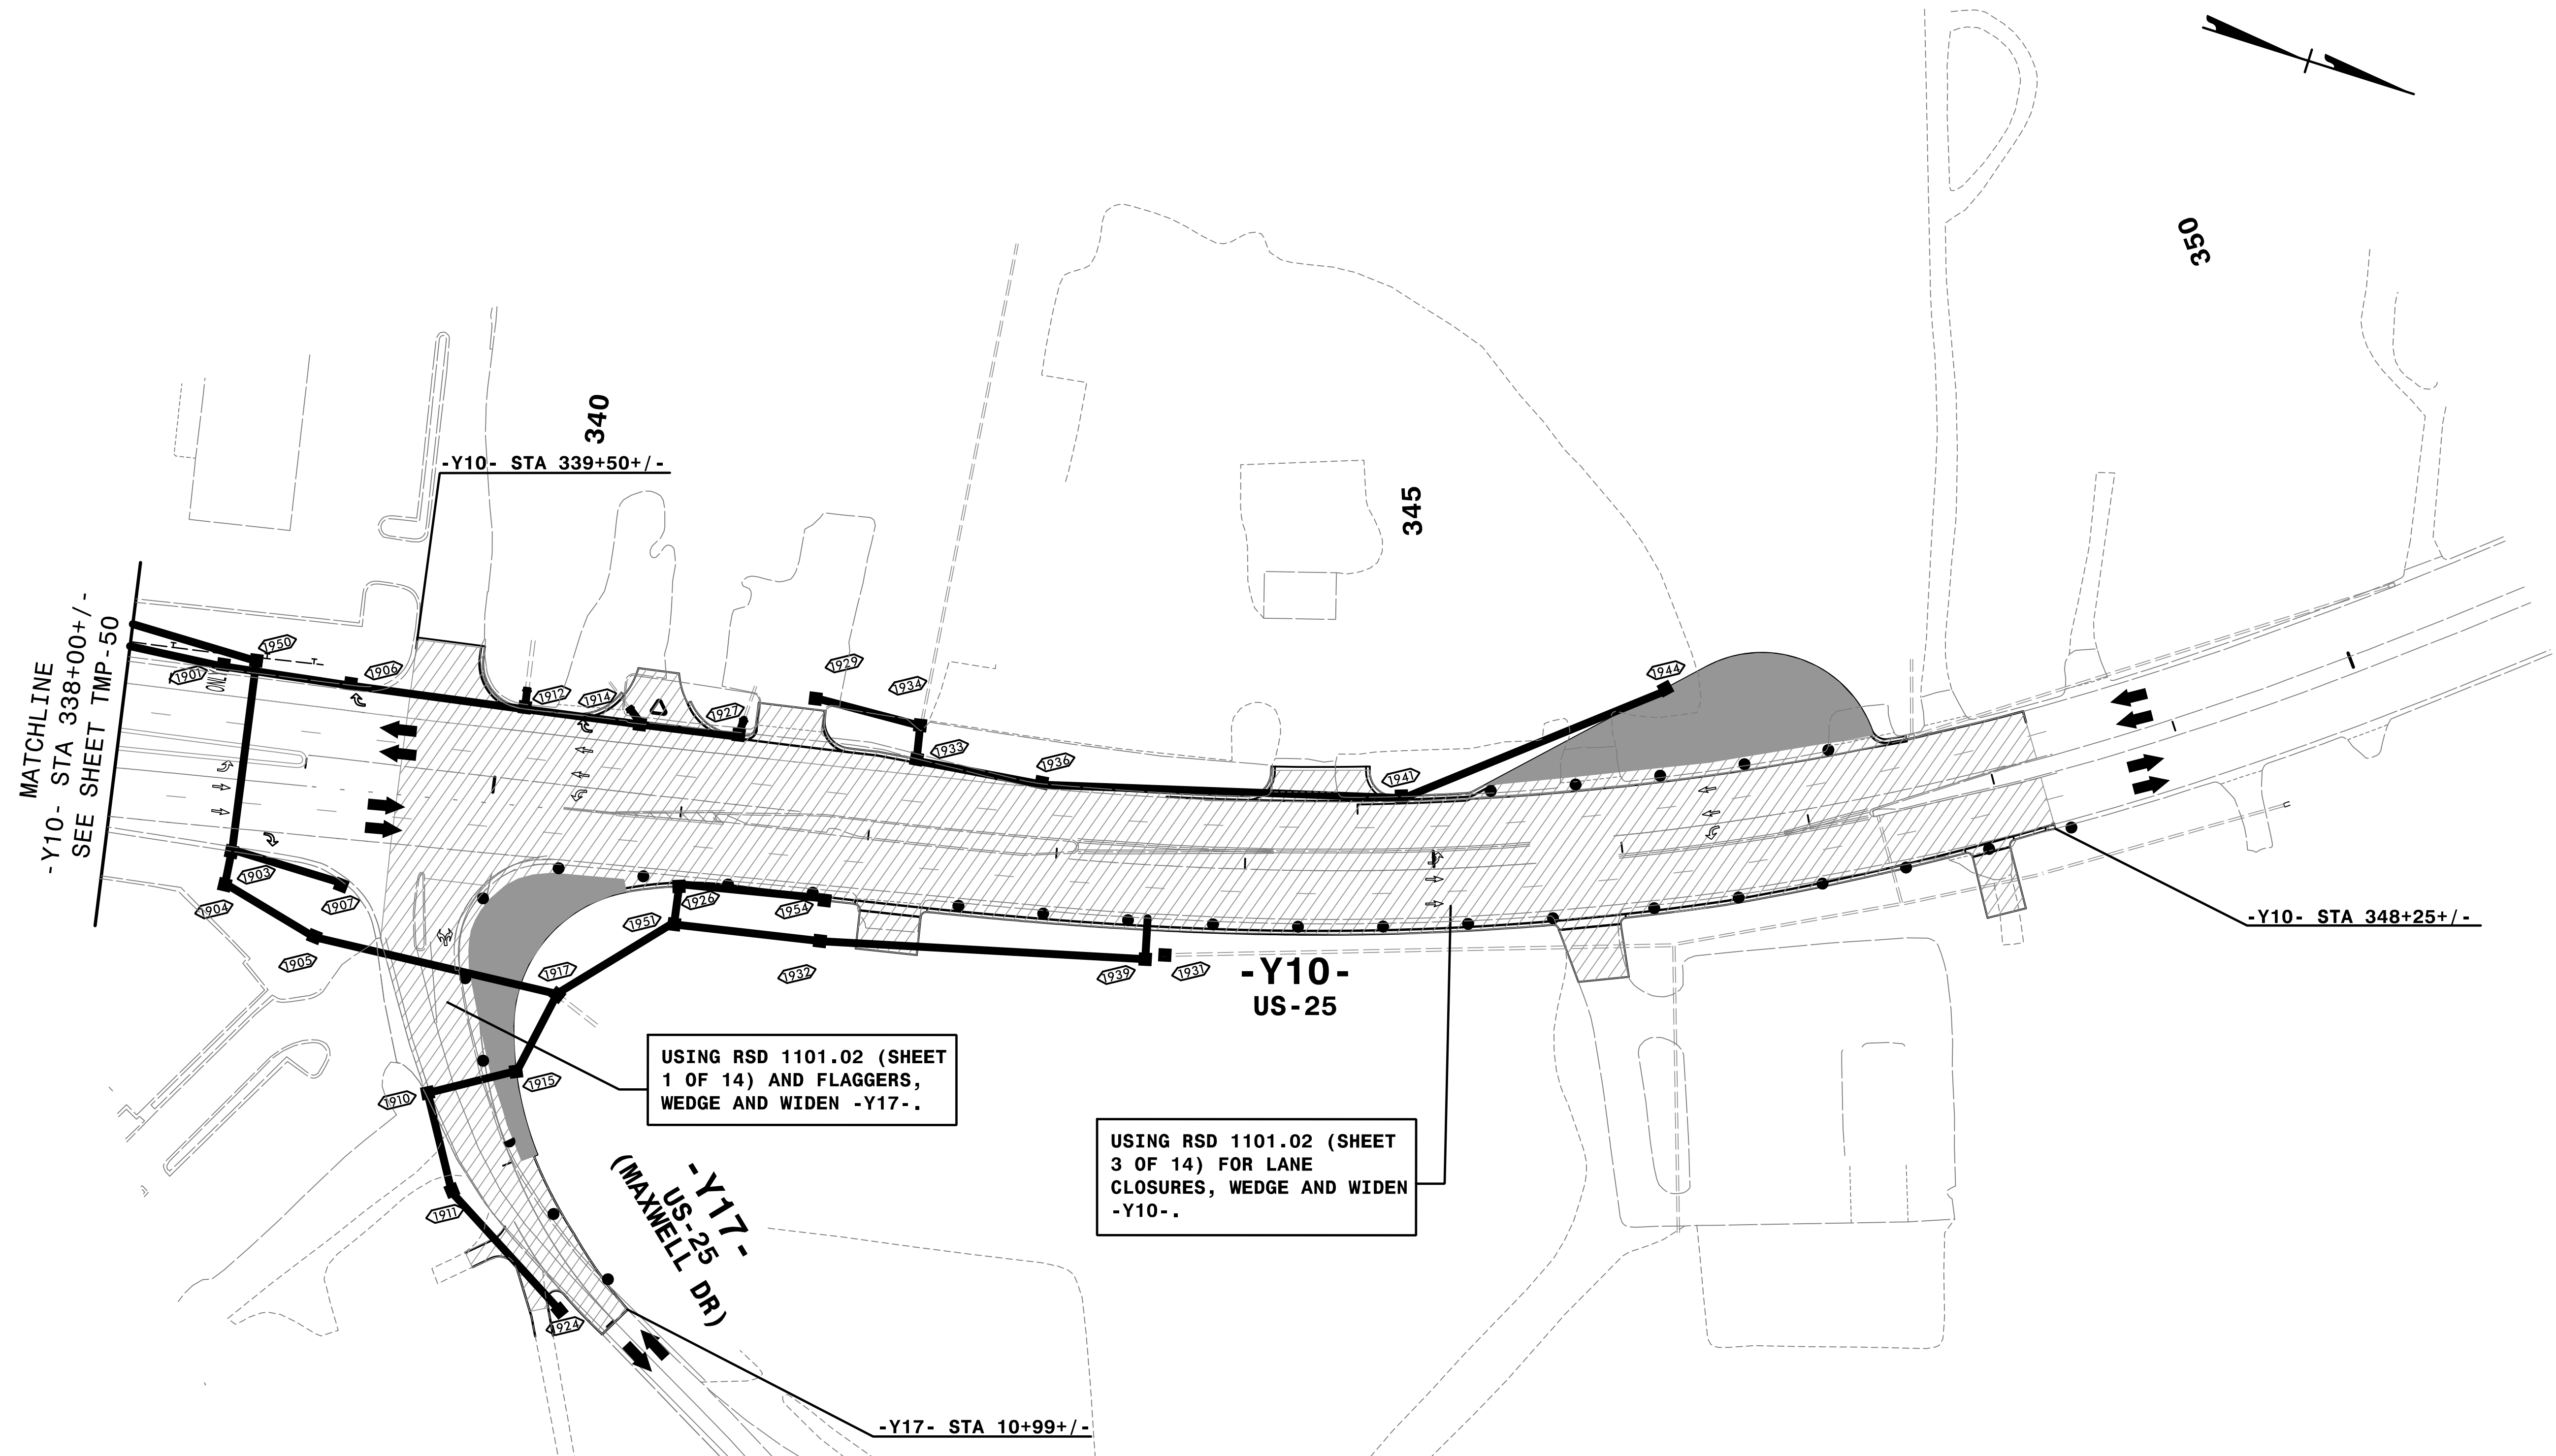 350
340
-Y10- STA 339+50+/-
345
MATCHLINE
-Y10- STA 338+00+/-
SEE SHEET TMP-50
1950
1901
ONLY
1906
1912
1914
1927
1929
1934
1933
1936
1941
1944
1903
1904
1907
1905
1926
1954
1951
1917
1932
1939
1931
-Y10-
US-25
-Y10- STA 348+25+/-
USING RSD 1101.02 (SHEET
1 OF 14) AND FLAGGERS,
WEDGE AND WIDEN -Y17-.
1915
1910
1911
1924
USING RSD 1101.02 (SHEET
3 OF 14) FOR LANE
CLOSURES, WEDGE AND WIDEN
-Y10-.
-Y17-
US-25
(MAXWELL DR)
-Y17- STA 10+99+/-